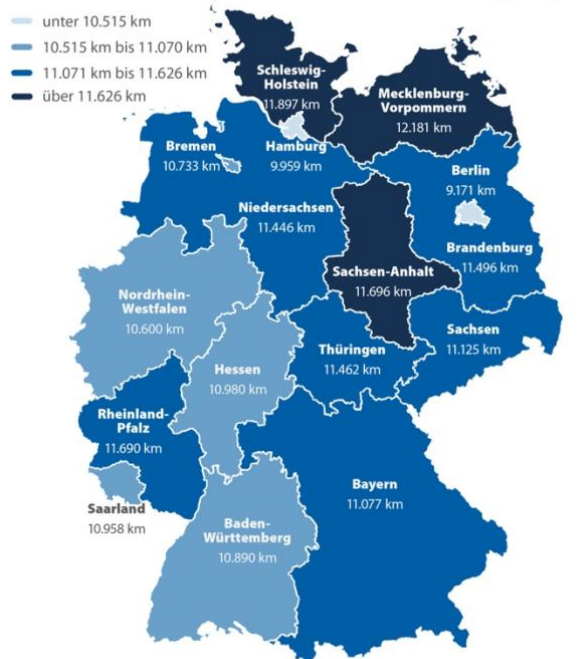 unter 10.515 km
10.515 km bis 11.070 km
11.071 km bis 11.626 km
über 11.626 km
Schleswig-
Holstein
11.897 km
Mecklenburg-
Vorpommern
12.181 km
Bremen
10.733 km
Hamburg
9.959 km
Berlin
9.171 km
Niedersachsen
11.446 km
Brandenburg
11.496 km
Sachsen-Anhalt
11.696 km
Nordrhein-
Westfalen
10.600 km
Hessen
10.980 km
Thüringen
11.462 km
Sachsen
11.125 km
Rheinland-
Pfalz
11.690 km
Saarland
10.958 km
Baden-
Württemberg
10.890 km
Bayern
11.077 km